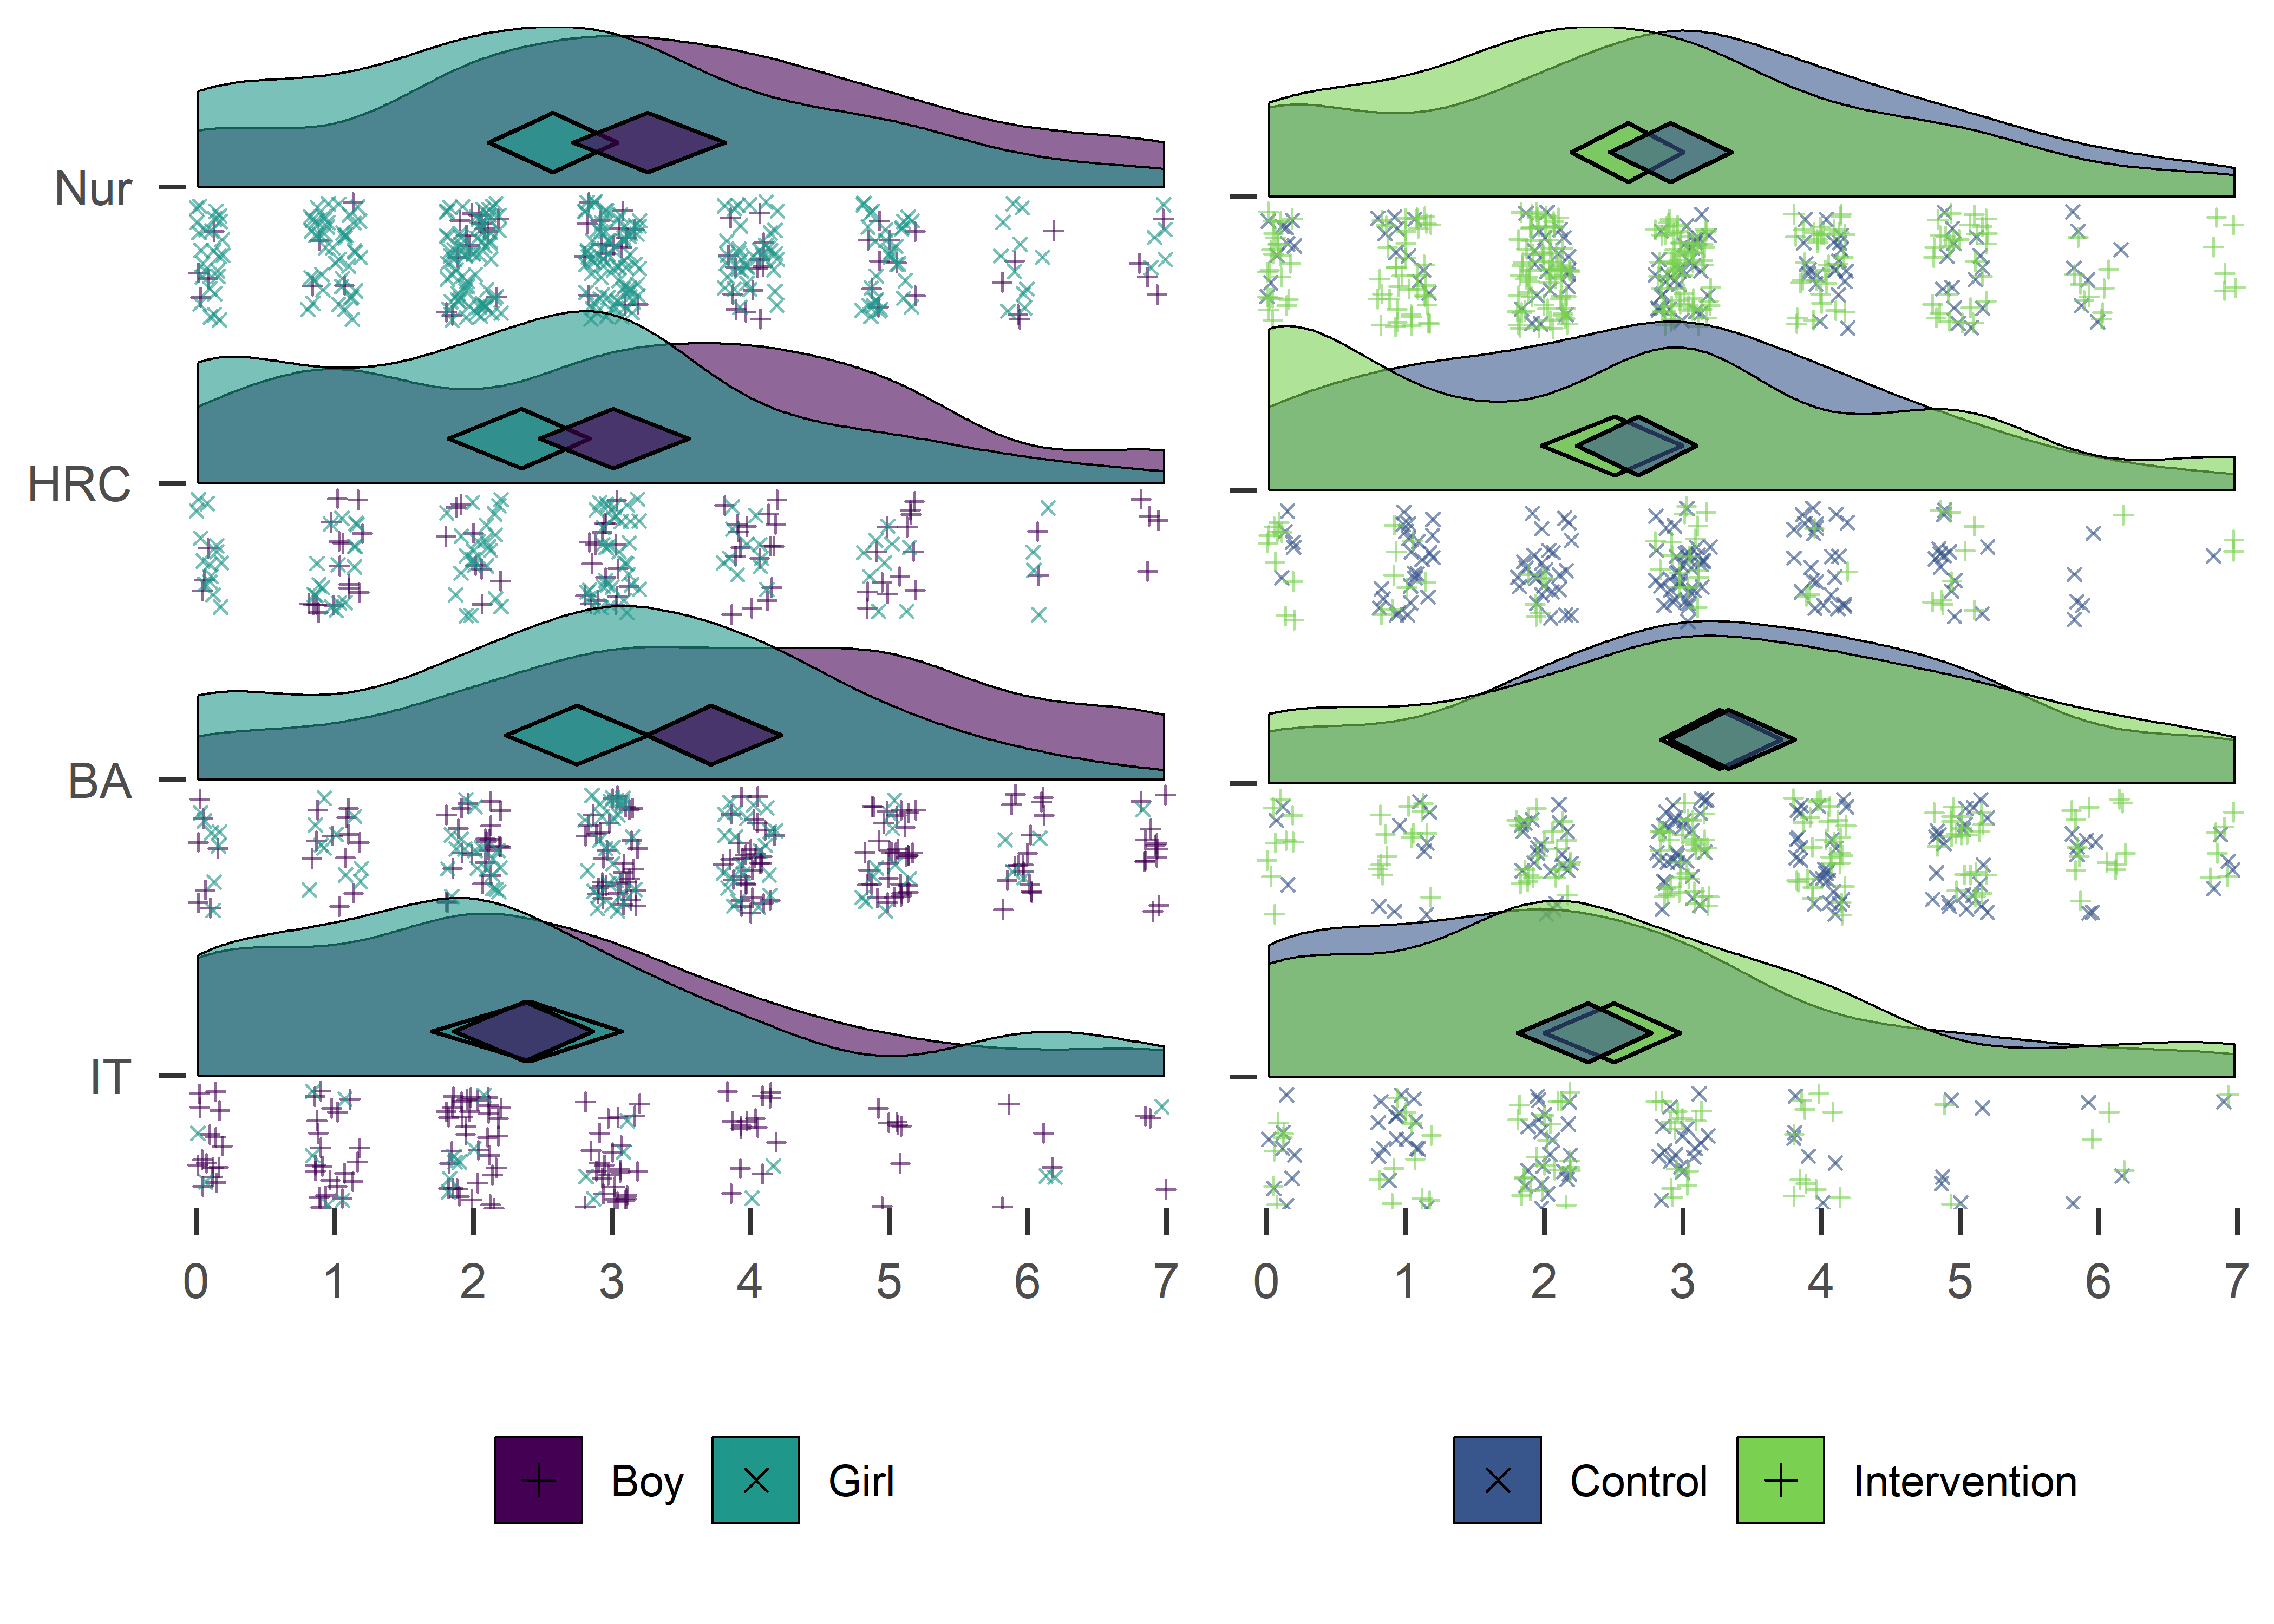 Nur
HRC
BA
IT
0 1 2 3 4 5 6 7
0 1 2 3 4 5 6 7
Boy Girl
Control Intervention